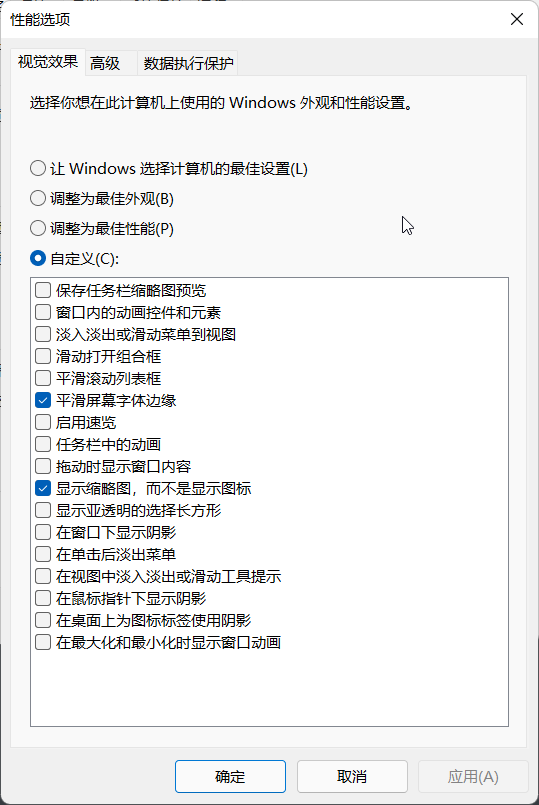 性能选项
视觉效果 高级 数据执行保护
选择你想在此计算机上使用的 Windows 外观和性能设置。
让 Windows 选择计算机的最佳设置(L)
调整为最佳外观(B)
调整为最佳性能(P)
自定义(C):
保存任务栏缩略图预览
窗口内的动画控件和元素
淡入淡出或滑动菜单到视图
滑动打开组合框
平滑滚动列表框
平滑屏幕字体边缘
启用速览
任务栏中的动画
拖动时显示窗口内容
显示缩略图，而不是显示图标
显示亚透明的选择长方形
在窗口下显示阴影
在单击后淡出菜单
在视图中淡入淡出或滑动工具提示
在鼠标指针下显示阴影
在桌面上为图标标签使用阴影
在最大化和最小化时显示窗口动画
确定 取消 应用(A)